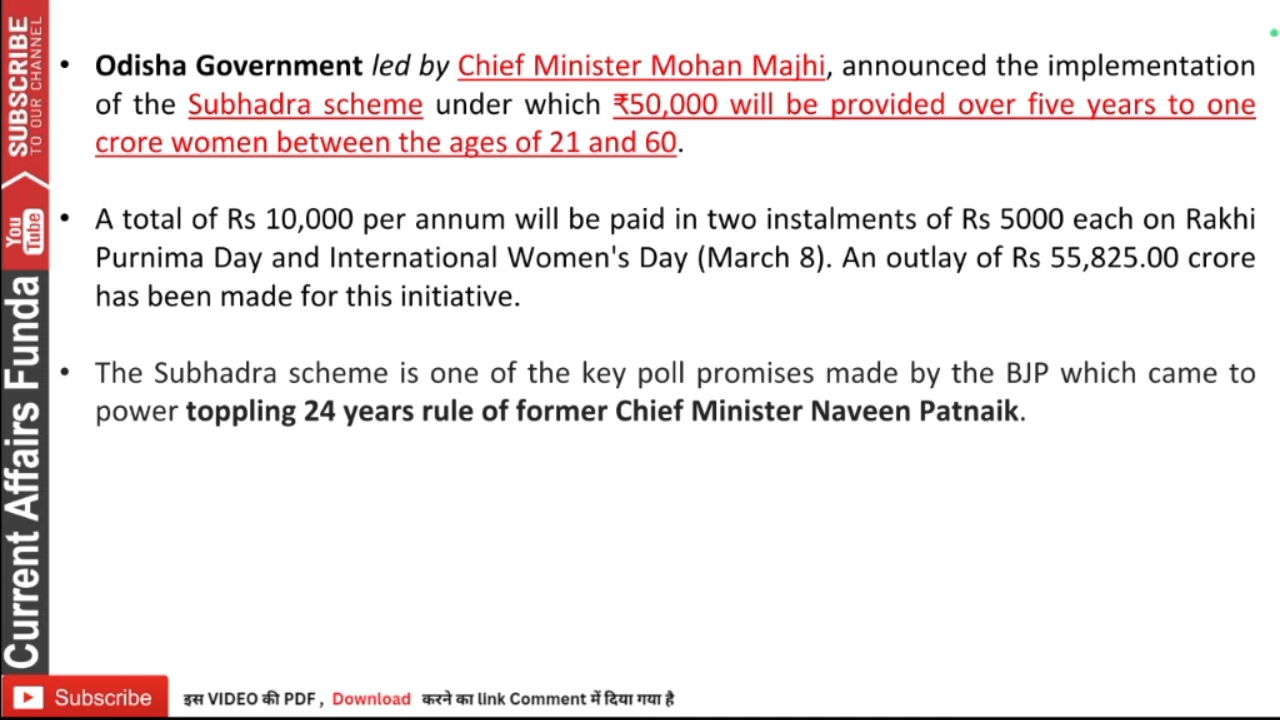 • Odisha Government led by Chief Minister Mohan Majhi, announced the implementation
of the Subhadra scheme under which ₹50,000 will be provided over five years to one
crore women between the ages of 21 and 60.
• A total of Rs 10,000 per annum will be paid in two instalments of Rs 5000 each on Rakhi
Purnima Day and International Women's Day (March 8). An outlay of Rs 55,825.00 crore
has been made for this initiative.
• The Subhadra scheme is one of the key poll promises made by the BJP which came to
power toppling 24 years rule of former Chief Minister Naveen Patnaik.
SUBSCRIBE
TO OUR CHANNEL
You
Tube
Current Affairs Funda
Subscribe
इस VIDEO की PDF , Download करने का link Comment में दिया गया है